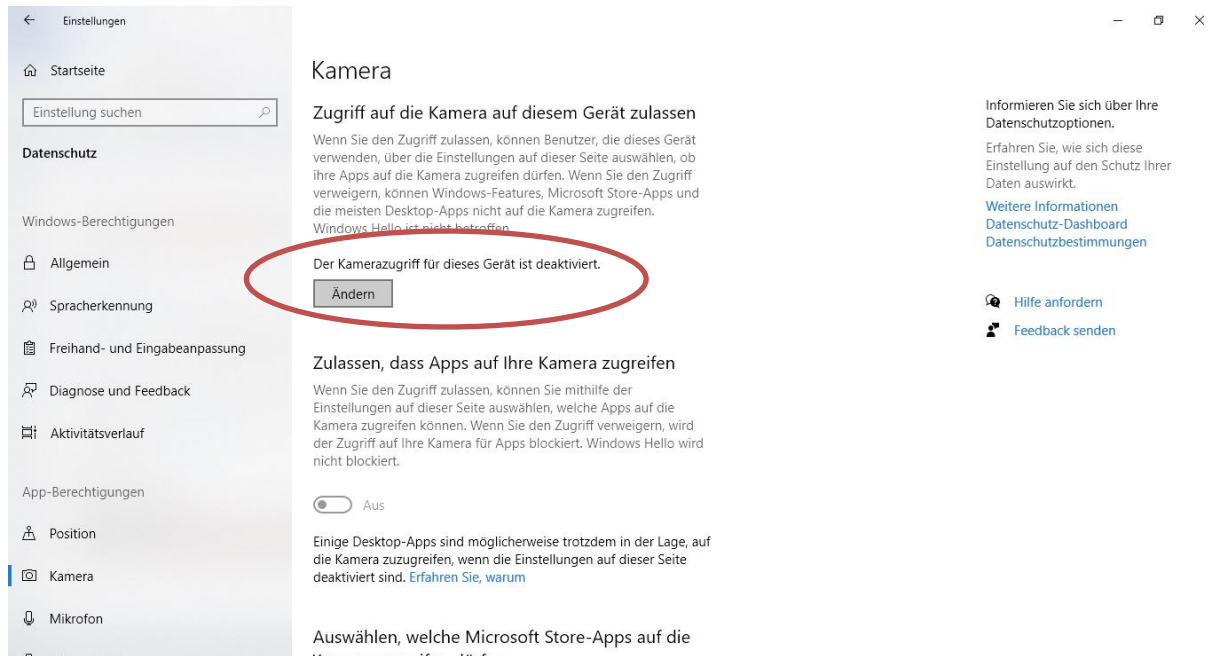 Einstellungen
Startseite
Einstellung suchen
Datenschutz
Windows-Berechtigungen
Allgemein
Spracherkennung
Freihand- und Eingabeanpassung
Diagnose und Feedback
Aktivitätsverlauf
App-Berechtigungen
Position
Kamera
Mikrofon
Kamera
Zugriff auf die Kamera auf diesem Gerät zulassen
Wenn Sie den Zugriff zulassen, können Benutzer, die dieses Gerät
verwenden, über die Einstellungen auf dieser Seite auswählen, ob
ihre Apps auf die Kamera zugreifen dürfen. Wenn Sie den Zugriff
verweigern, können Windows-Features, Microsoft Store-Apps und
die meisten Desktop-Apps nicht auf die Kamera zugreifen.
Windows Hello ist nicht betroffen.
Der Kamerazugriff für dieses Gerät ist deaktiviert.
Ändern
Zulassen, dass Apps auf Ihre Kamera zugreifen
Wenn Sie den Zugriff zulassen, können Sie mithilfe der
Einstellungen auf dieser Seite auswählen, welche Apps auf die
Kamera zugreifen können. Wenn Sie den Zugriff verweigern, wird
der Zugriff auf Ihre Kamera für Apps blockiert. Windows Hello wird
nicht blockiert.
Aus
Einige Desktop-Apps sind möglicherweise trotzdem in der Lage, auf
die Kamera zuzugreifen, wenn die Einstellungen auf dieser Seite
deaktiviert sind. Erfahren Sie, warum
Auswählen, welche Microsoft Store-Apps auf die
Informieren Sie sich über Ihre
Datenschutzoptionen.
Erfahren Sie, wie sich diese
Einstellung auf den Schutz Ihrer
Daten auswirkt.
Weitere Informationen
Datenschutz-Dashboard
Datenschutzbestimmungen
Hilfe anfordern
Feedback senden